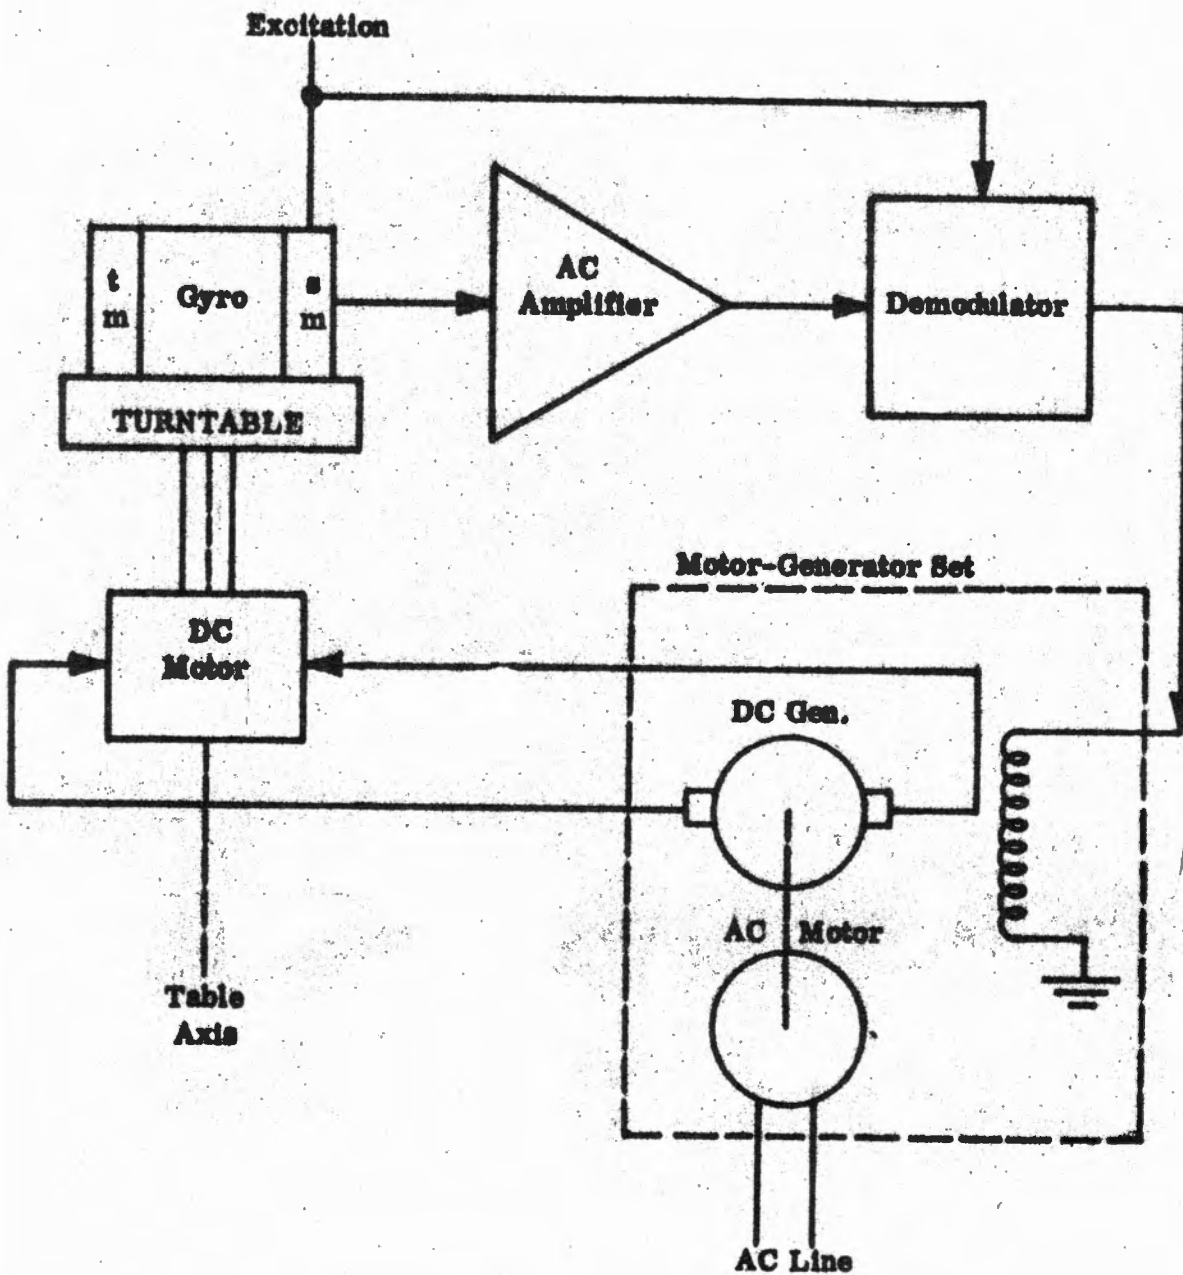 Excitation
t
m
Gyro
s
m
AC
Amplifier
Demodulator
TURNTABLE
Motor-Generator Set
DC
Motor
DC Gen.
AC Motor
Table
Axis
AC Line